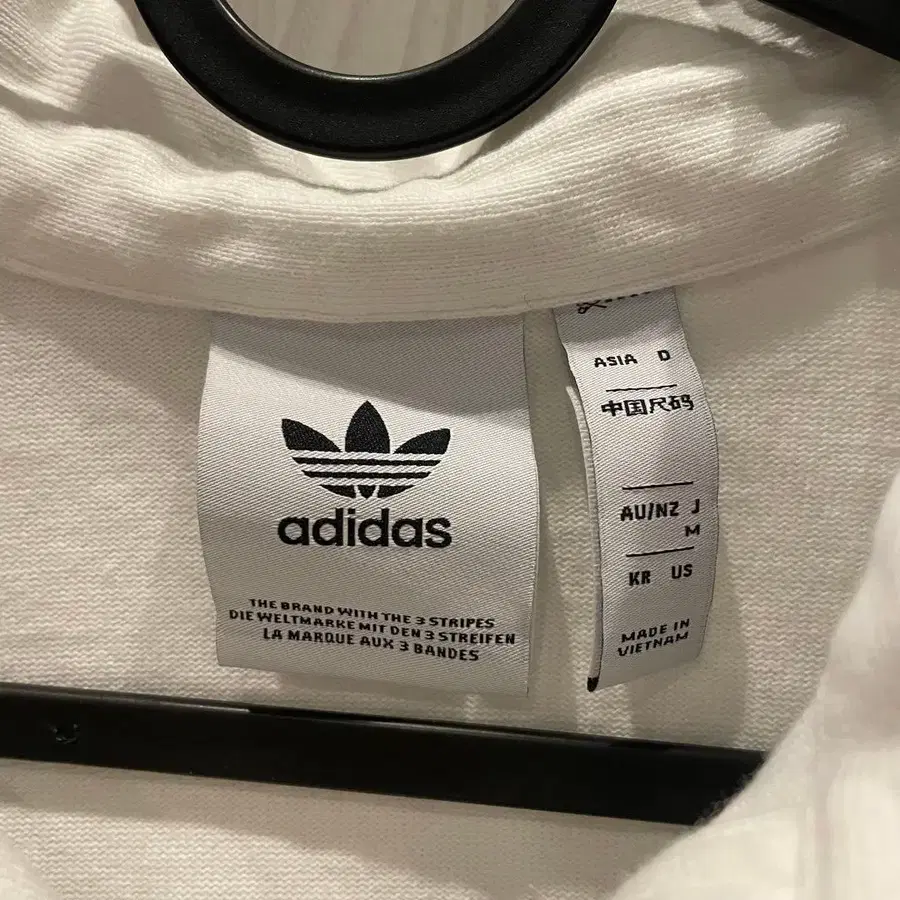 adidas
THE BRAND WITH THE 3 STRIPES
DIE WELTMARKE MIT DEN 3 STREIFEN
LA MARQUE AUX 3 BANDES
ASIA D
中国尺码
AU/NZ J
M
KR US
MADE IN
VIETNAM